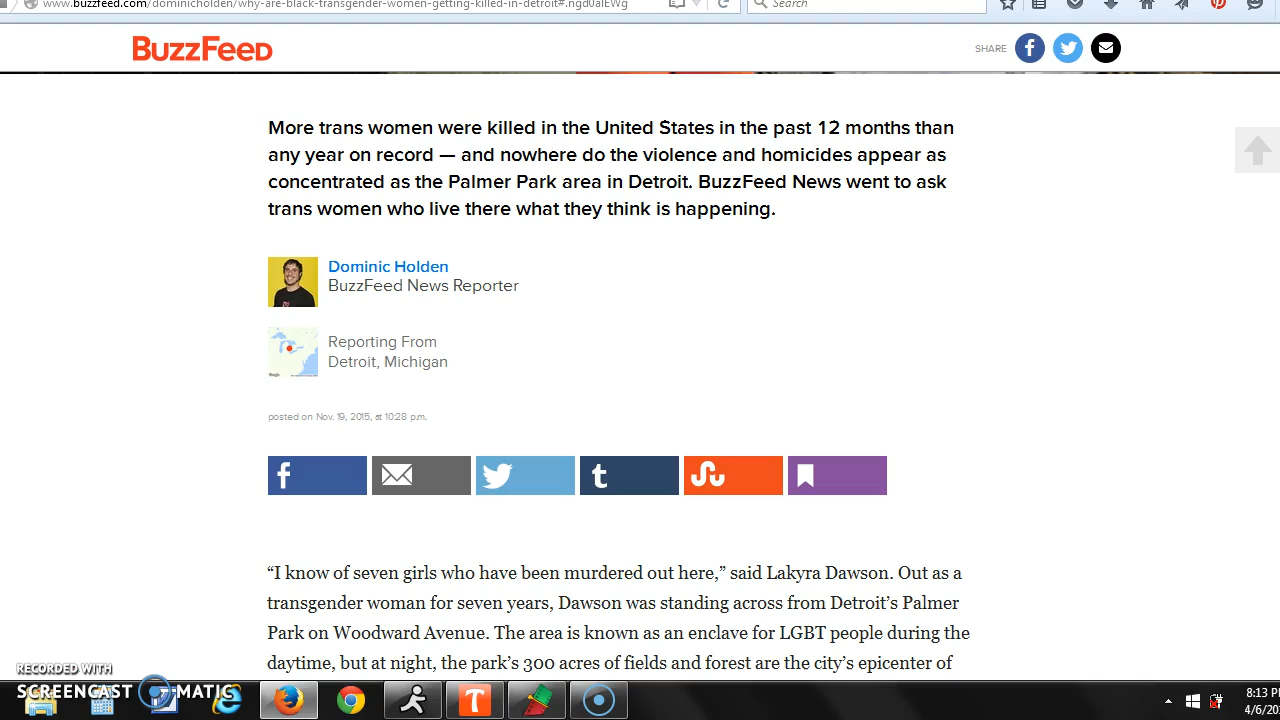 www.buzzfeed.com/dominicholden/why-are-black-transgender-women-getting-killed-in-detroit#.ngd0alEWg
Search
BuzzFeed
SHARE
More trans women were killed in the United States in the past 12 months than
any year on record — and nowhere do the violence and homicides appear as
concentrated as the Palmer Park area in Detroit. BuzzFeed News went to ask
trans women who live there what they think is happening.
Dominic Holden
BuzzFeed News Reporter
Reporting From
Detroit, Michigan
posted on Nov. 19, 2015, at 10:28 p.m.
“I know of seven girls who have been murdered out here,” said Lakyra Dawson. Out as a
transgender woman for seven years, Dawson was standing across from Detroit’s Palmer
Park on Woodward Avenue. The area is known as an enclave for LGBT people during the
daytime, but at night, the park’s 300 acres of fields and forest are the city’s epicenter of
RECORDED WITH
SCREENCAST MATIC
8:13 P
4/6/20